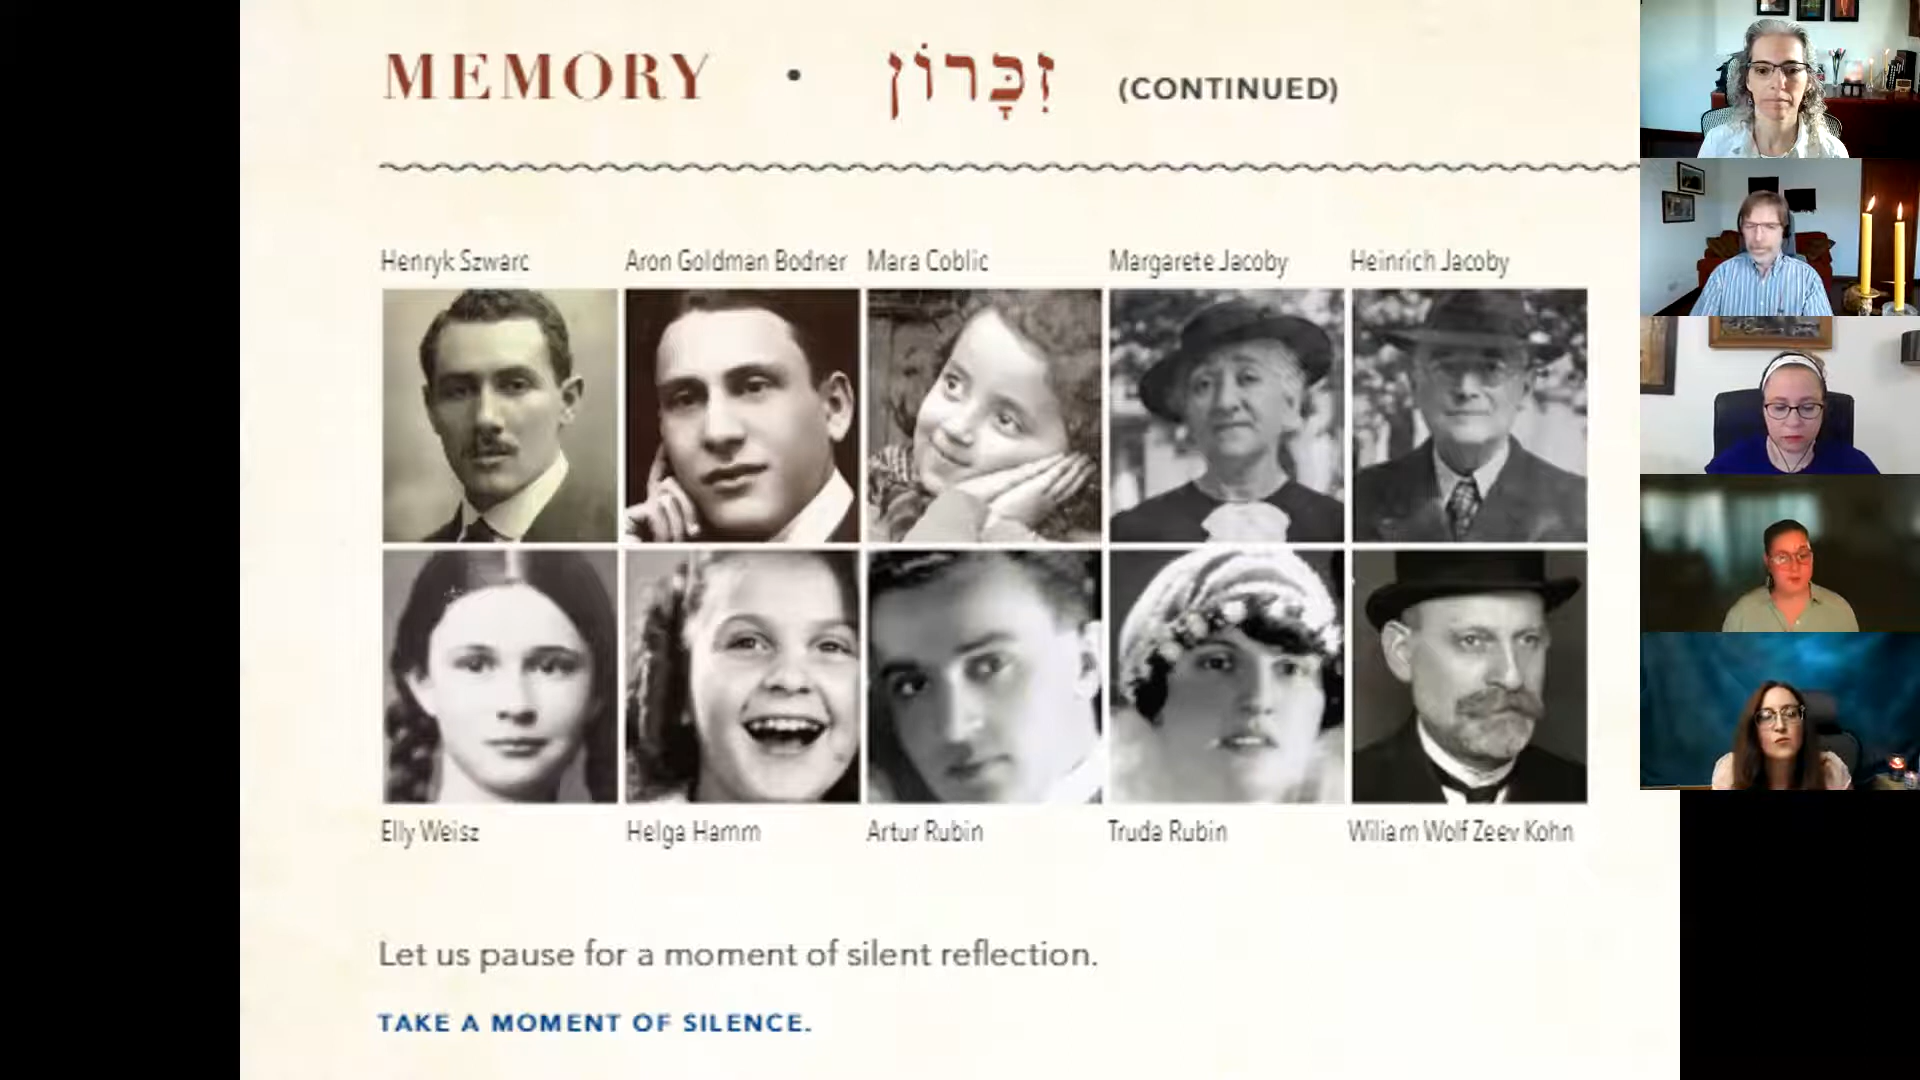 MEMORY • זִכָּרוֹן (CONTINUED)
Henryk Szwarc Aron Goldman Bodner Mara Coblic Margarete Jacoby Heinrich Jacoby
Elly Weisz Helga Hamm Artur Rubin Truda Rubin Wiliam Wolf Zeev Kohn
Let us pause for a moment of silent reflection.
TAKE A MOMENT OF SILENCE.